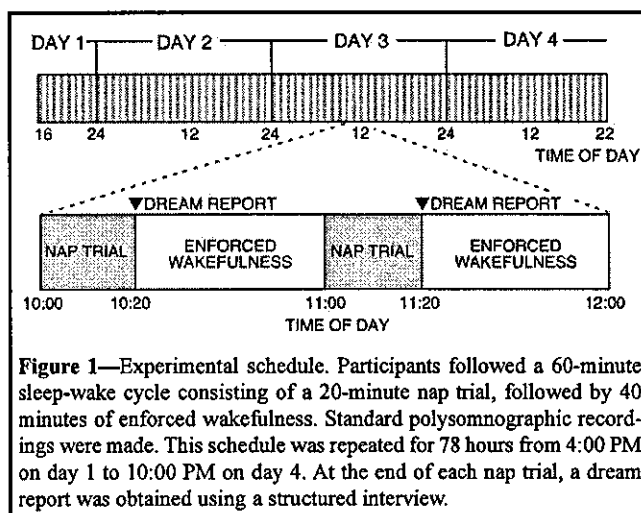 DAY 1 DAY 2 DAY 3 DAY 4
16 24 12 24 12 24 12 22
TIME OF DAY
▼DREAM REPORT ▼DREAM REPORT
NAP TRIAL ENFORCED WAKEFULNESS NAP TRIAL ENFORCED WAKEFULNESS
10:00 10:20 11:00 11:20 12:00
TIME OF DAY
Figure 1—Experimental schedule. Participants followed a 60-minute
sleep-wake cycle consisting of a 20-minute nap trial, followed by 40
minutes of enforced wakefulness. Standard polysomnographic record-
ings were made. This schedule was repeated for 78 hours from 4:00 PM
on day 1 to 10:00 PM on day 4. At the end of each nap trial, a dream
report was obtained using a structured interview.